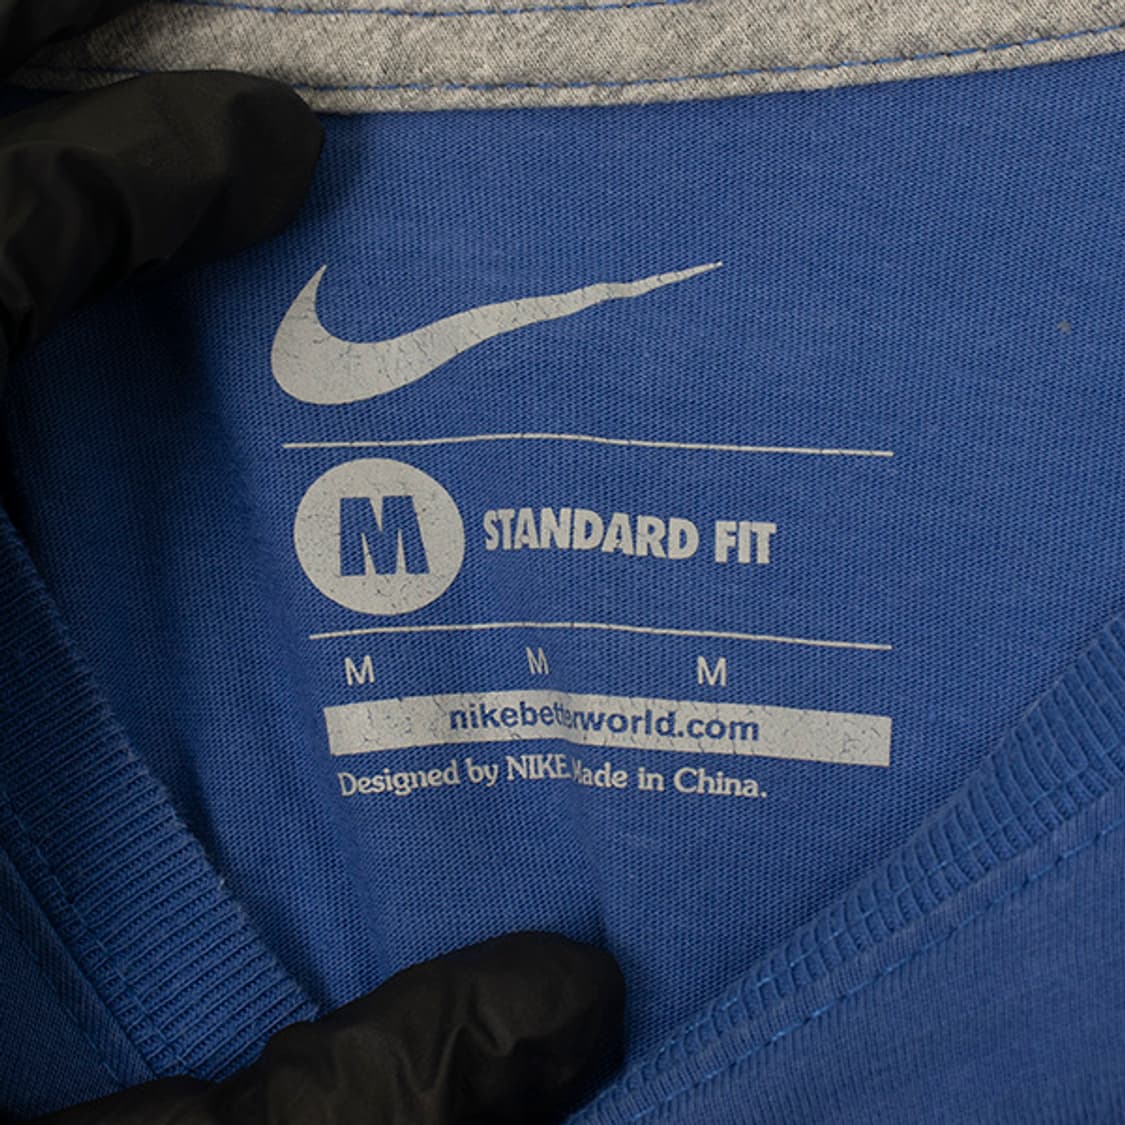 M STANDARD FIT
M M M
nikebetterworld.com
Designed by NIKE. Made in China.